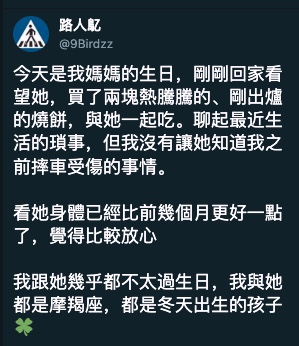 路人鳦
@9Birdzz
今天是我媽媽的生日，剛剛回家看
望她，買了兩塊熱騰騰的、剛出爐
的燒餅，與她一起吃。聊起最近生
活的瑣事，但我沒有讓她知道我之
前摔車受傷的事情。
看她身體已經比前幾個月更好一點
了，覺得比較放心
我跟她幾乎都不太過生日，我與她
都是摩羯座，都是冬天出生的孩子
🍀